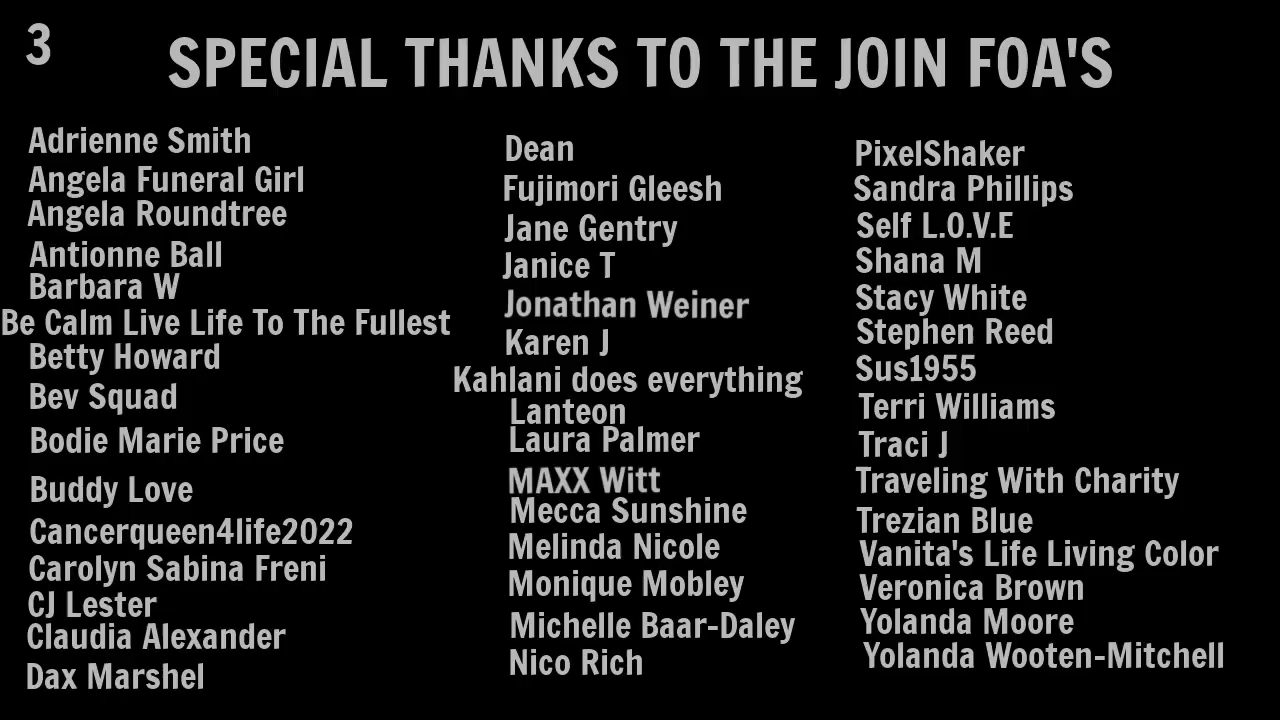 3
SPECIAL THANKS TO THE JOIN FOA'S
Adrienne Smith
Angela Funeral Girl
Angela Roundtree
Antionne Ball
Barbara W
Be Calm Live Life To The Fullest
Betty Howard
Bev Squad
Bodie Marie Price
Buddy Love
Cancerqueen4life2022
Carolyn Sabina Freni
CJ Lester
Claudia Alexander
Dax Marshel
Dean
Fujimori Gleesh
Jane Gentry
Janice T
Jonathan Weiner
Karen J
Kahlani does everything
Lanteon
Laura Palmer
MAXX Witt
Mecca Sunshine
Melinda Nicole
Monique Mobley
Michelle Baar-Daley
Nico Rich
PixelShaker
Sandra Phillips
Self L.O.V.E
Shana M
Stacy White
Stephen Reed
Sus1955
Terri Williams
Traci J
Traveling With Charity
Trezian Blue
Vanita's Life Living Color
Veronica Brown
Yolanda Moore
Yolanda Wooten-Mitchell